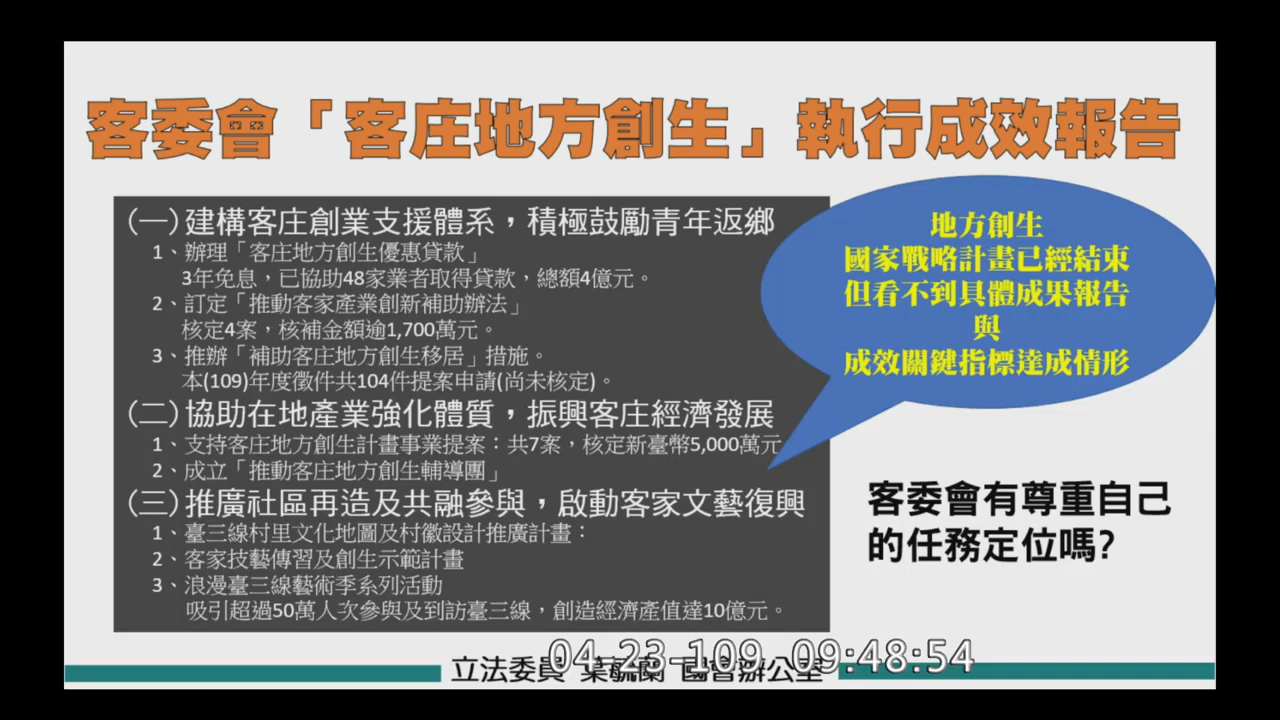 客委會「客庄地方創生」執行成效報告
(一)建構客庄創業支援體系，積極鼓勵青年返鄉
1、辦理「客庄地方創生優惠貸款」
3年免息，已協助48家業者取得貸款，總額4億元。
2、訂定「推動客家產業創新補助辦法」
核定4案，核補金額逾1,700萬元。
3、推辦「補助客庄地方創生移居」措施。
本(109)年度徵件共104件提案申請(尚未核定)。
(二)協助在地產業強化體質，振興客庄經濟發展
1、支持客庄地方創生計畫事業提案：共7案，核定新臺幣5,000萬元
2、成立「推動客庄地方創生輔導團」
(三)推廣社區再造及共融參與，啟動客家文藝復興
1、臺三線村里文化地圖及村徽設計推廣計畫：
2、客家技藝傳習及創生示範計畫
3、浪漫臺三線藝術季系列活動
吸引超過50萬人次參與及到訪臺三線，創造經濟產值達10億元。
地方創生
國家戰略計畫已經結束
但看不到具體成果報告
與
成效關鍵指標達成情形
客委會有尊重自己
的任務定位嗎?
立法委員 葉毓蘭 國會辦公室
04-23-109 09:48:54